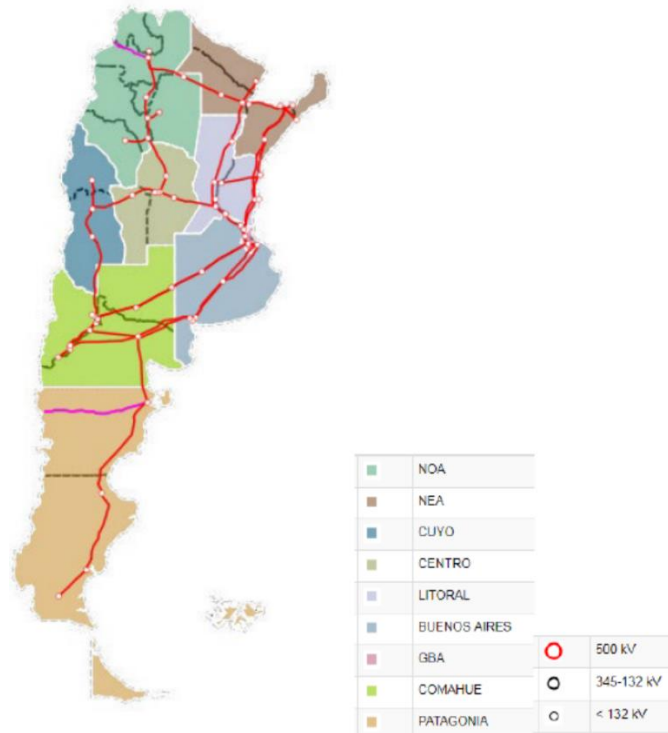 NOA
NEA
CUYO
CENTRO
LITORAL
BUENOS AIRES
GBA
COMAHUE
PATAGONIA
500 kV
345-132 kV
< 132 kV